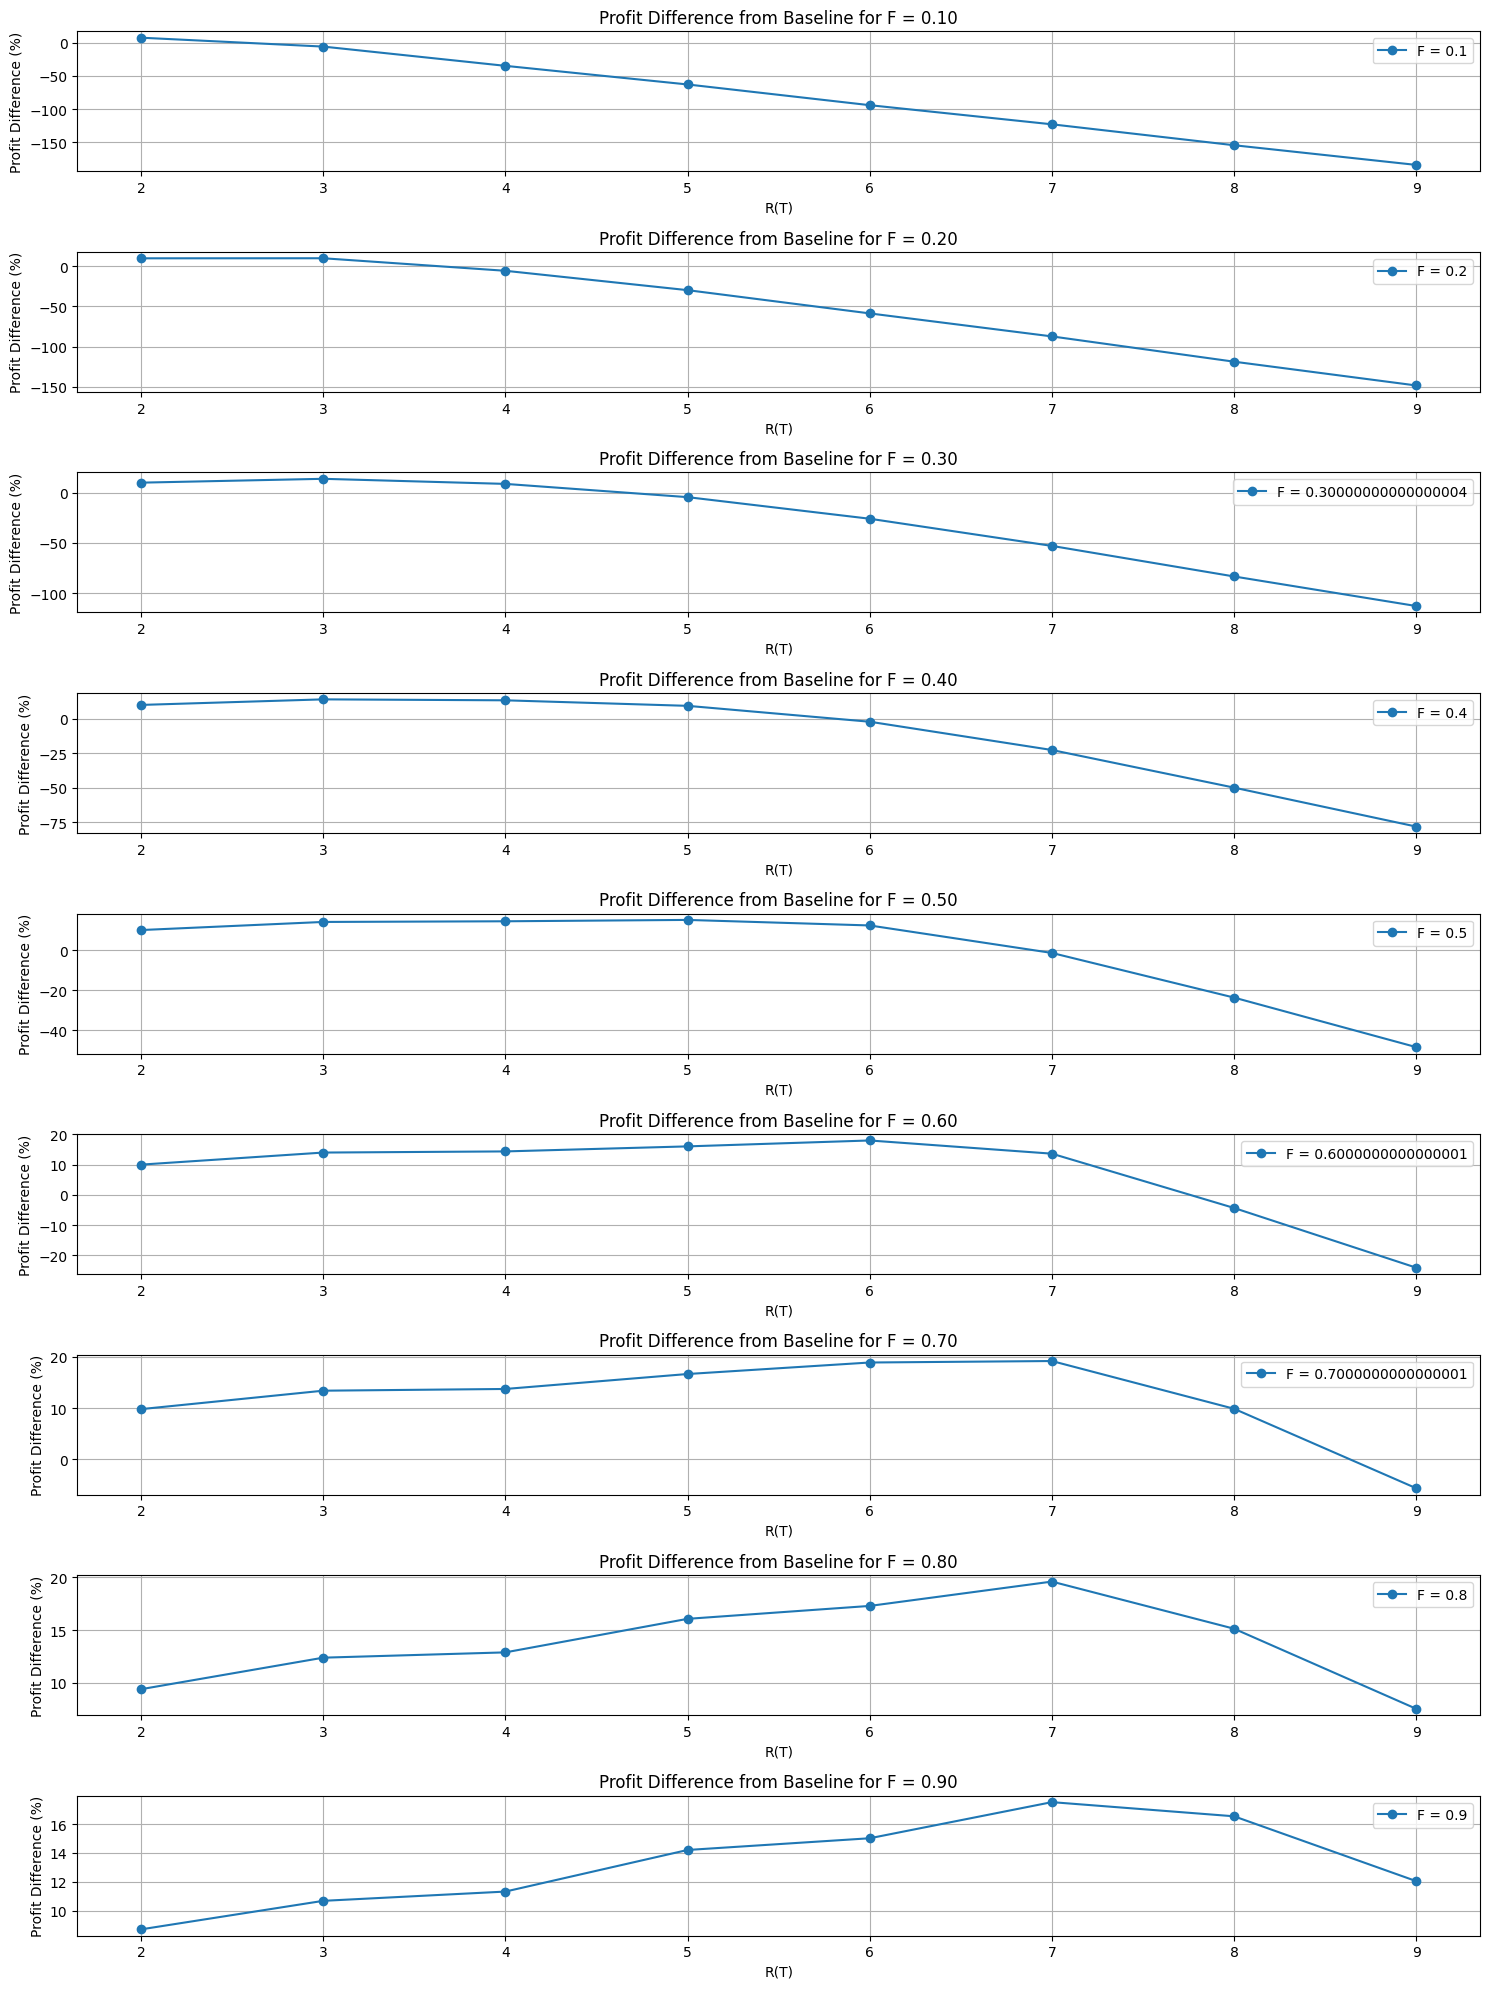 Profit Difference from Baseline for F = 0.10
Profit Difference (%)
0
−50
−100
−150
F = 0.1
2 3 4 5 6 7 8 9
R(T)
Profit Difference from Baseline for F = 0.20
Profit Difference (%)
0
−50
−100
−150
F = 0.2
2 3 4 5 6 7 8 9
R(T)
Profit Difference from Baseline for F = 0.30
Profit Difference (%)
0
−50
−100
F = 0.30000000000000004
2 3 4 5 6 7 8 9
R(T)
Profit Difference from Baseline for F = 0.40
Profit Difference (%)
0
−25
−50
−75
F = 0.4
2 3 4 5 6 7 8 9
R(T)
Profit Difference from Baseline for F = 0.50
Profit Difference (%)
0
−20
−40
F = 0.5
2 3 4 5 6 7 8 9
R(T)
Profit Difference from Baseline for F = 0.60
Profit Difference (%)
20
10
0
−10
−20
F = 0.6000000000000001
2 3 4 5 6 7 8 9
R(T)
Profit Difference from Baseline for F = 0.70
Profit Difference (%)
20
10
0
F = 0.7000000000000001
2 3 4 5 6 7 8 9
R(T)
Profit Difference from Baseline for F = 0.80
Profit Difference (%)
20
15
10
F = 0.8
2 3 4 5 6 7 8 9
R(T)
Profit Difference from Baseline for F = 0.90
Profit Difference (%)
16
14
12
10
F = 0.9
2 3 4 5 6 7 8 9
R(T)